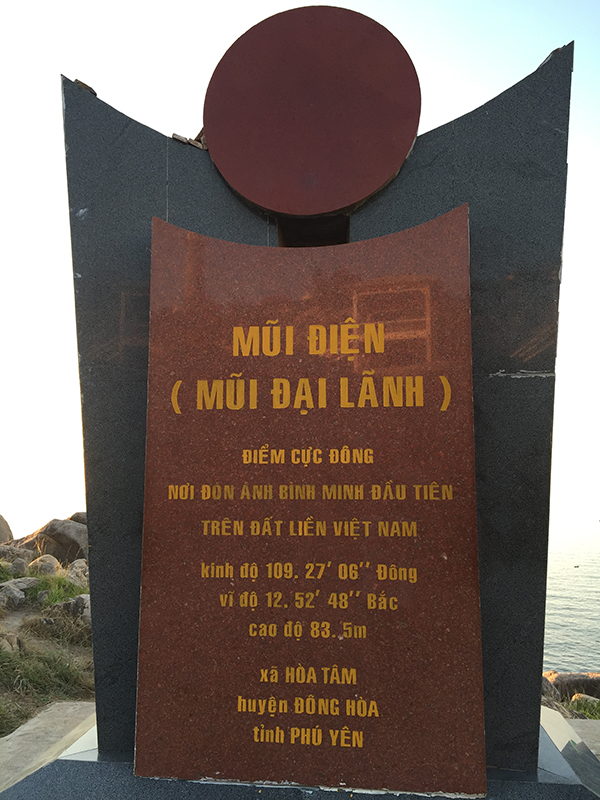 MŨI ĐIỆN
( MŨI ĐẠI LÃNH )
ĐIỂM CỰC ĐÔNG
NƠI ĐÓN ÁNH BÌNH MINH ĐẦU TIÊN
TRÊN ĐẤT LIỀN VIỆT NAM
kinh độ 109. 27' 06'' Đông
vĩ độ 12. 52' 48'' Bắc
cao độ 83. 5m
xã HÒA TÂM
huyện ĐÔNG HÒA
tỉnh PHÚ YÊN